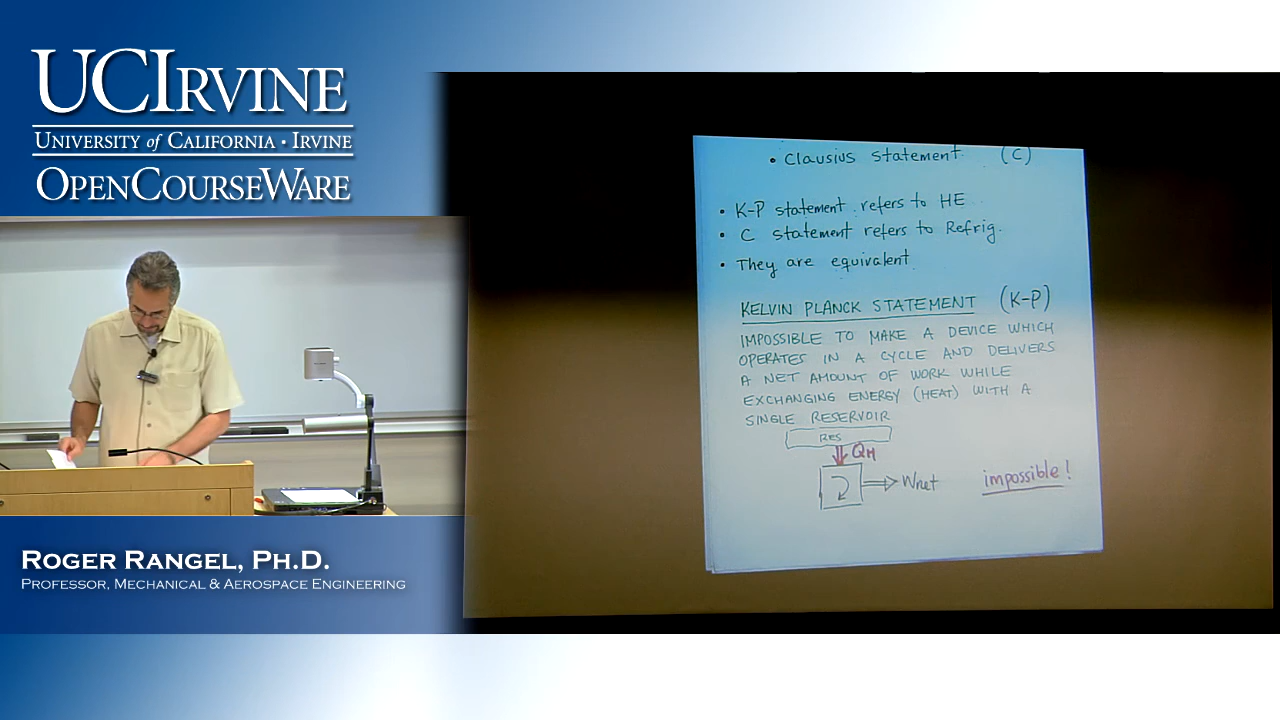 UCIRVINE
UNIVERSITY of CALIFORNIA · IRVINE
OPENCOURSEWARE
ROGER RANGEL, PH.D.
PROFESSOR, MECHANICAL & AEROSPACE ENGINEERING
• Clausius statement (C)
• K-P statement refers to HE
• C statement refers to Refrig.
• They are equivalent
KELVIN PLANCK STATEMENT (K-P)
IMPOSSIBLE TO MAKE A DEVICE WHICH
OPERATES IN A CYCLE AND DELIVERS
A NET AMOUNT OF WORK WHILE
EXCHANGING ENERGY (HEAT) WITH A
SINGLE RESERVOIR
RES
QH
Wnet impossible!